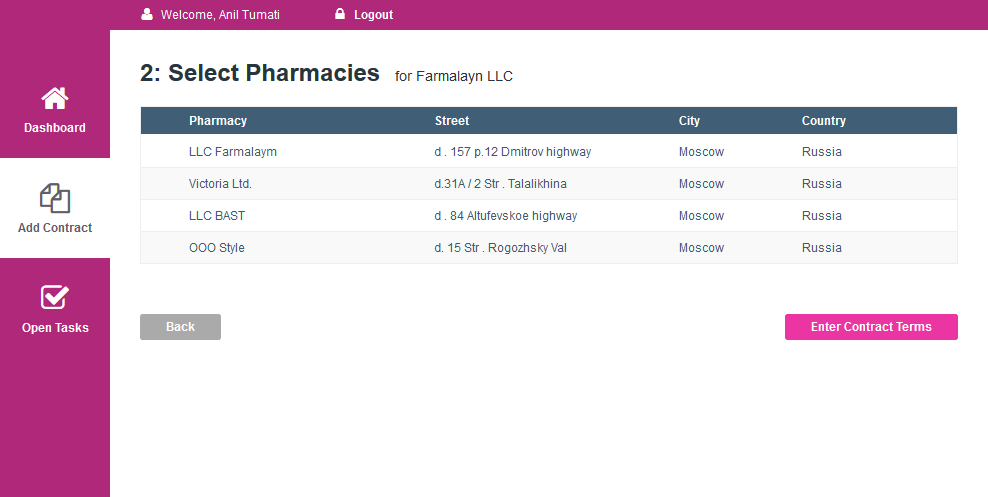 Welcome, Anil Tumati Logout
Dashboard
Add Contract
Open Tasks
2: Select Pharmacies for Farmalayn LLC
Pharmacy Street City Country
LLC Farmalaym d . 157 p.12 Dmitrov highway Moscow Russia
Victoria Ltd. d.31A / 2 Str . Talalikhina Moscow Russia
LLC BAST d . 84 Altufevskoe highway Moscow Russia
OOO Style d. 15 Str . Rogozhsky Val Moscow Russia
Back Enter Contract Terms